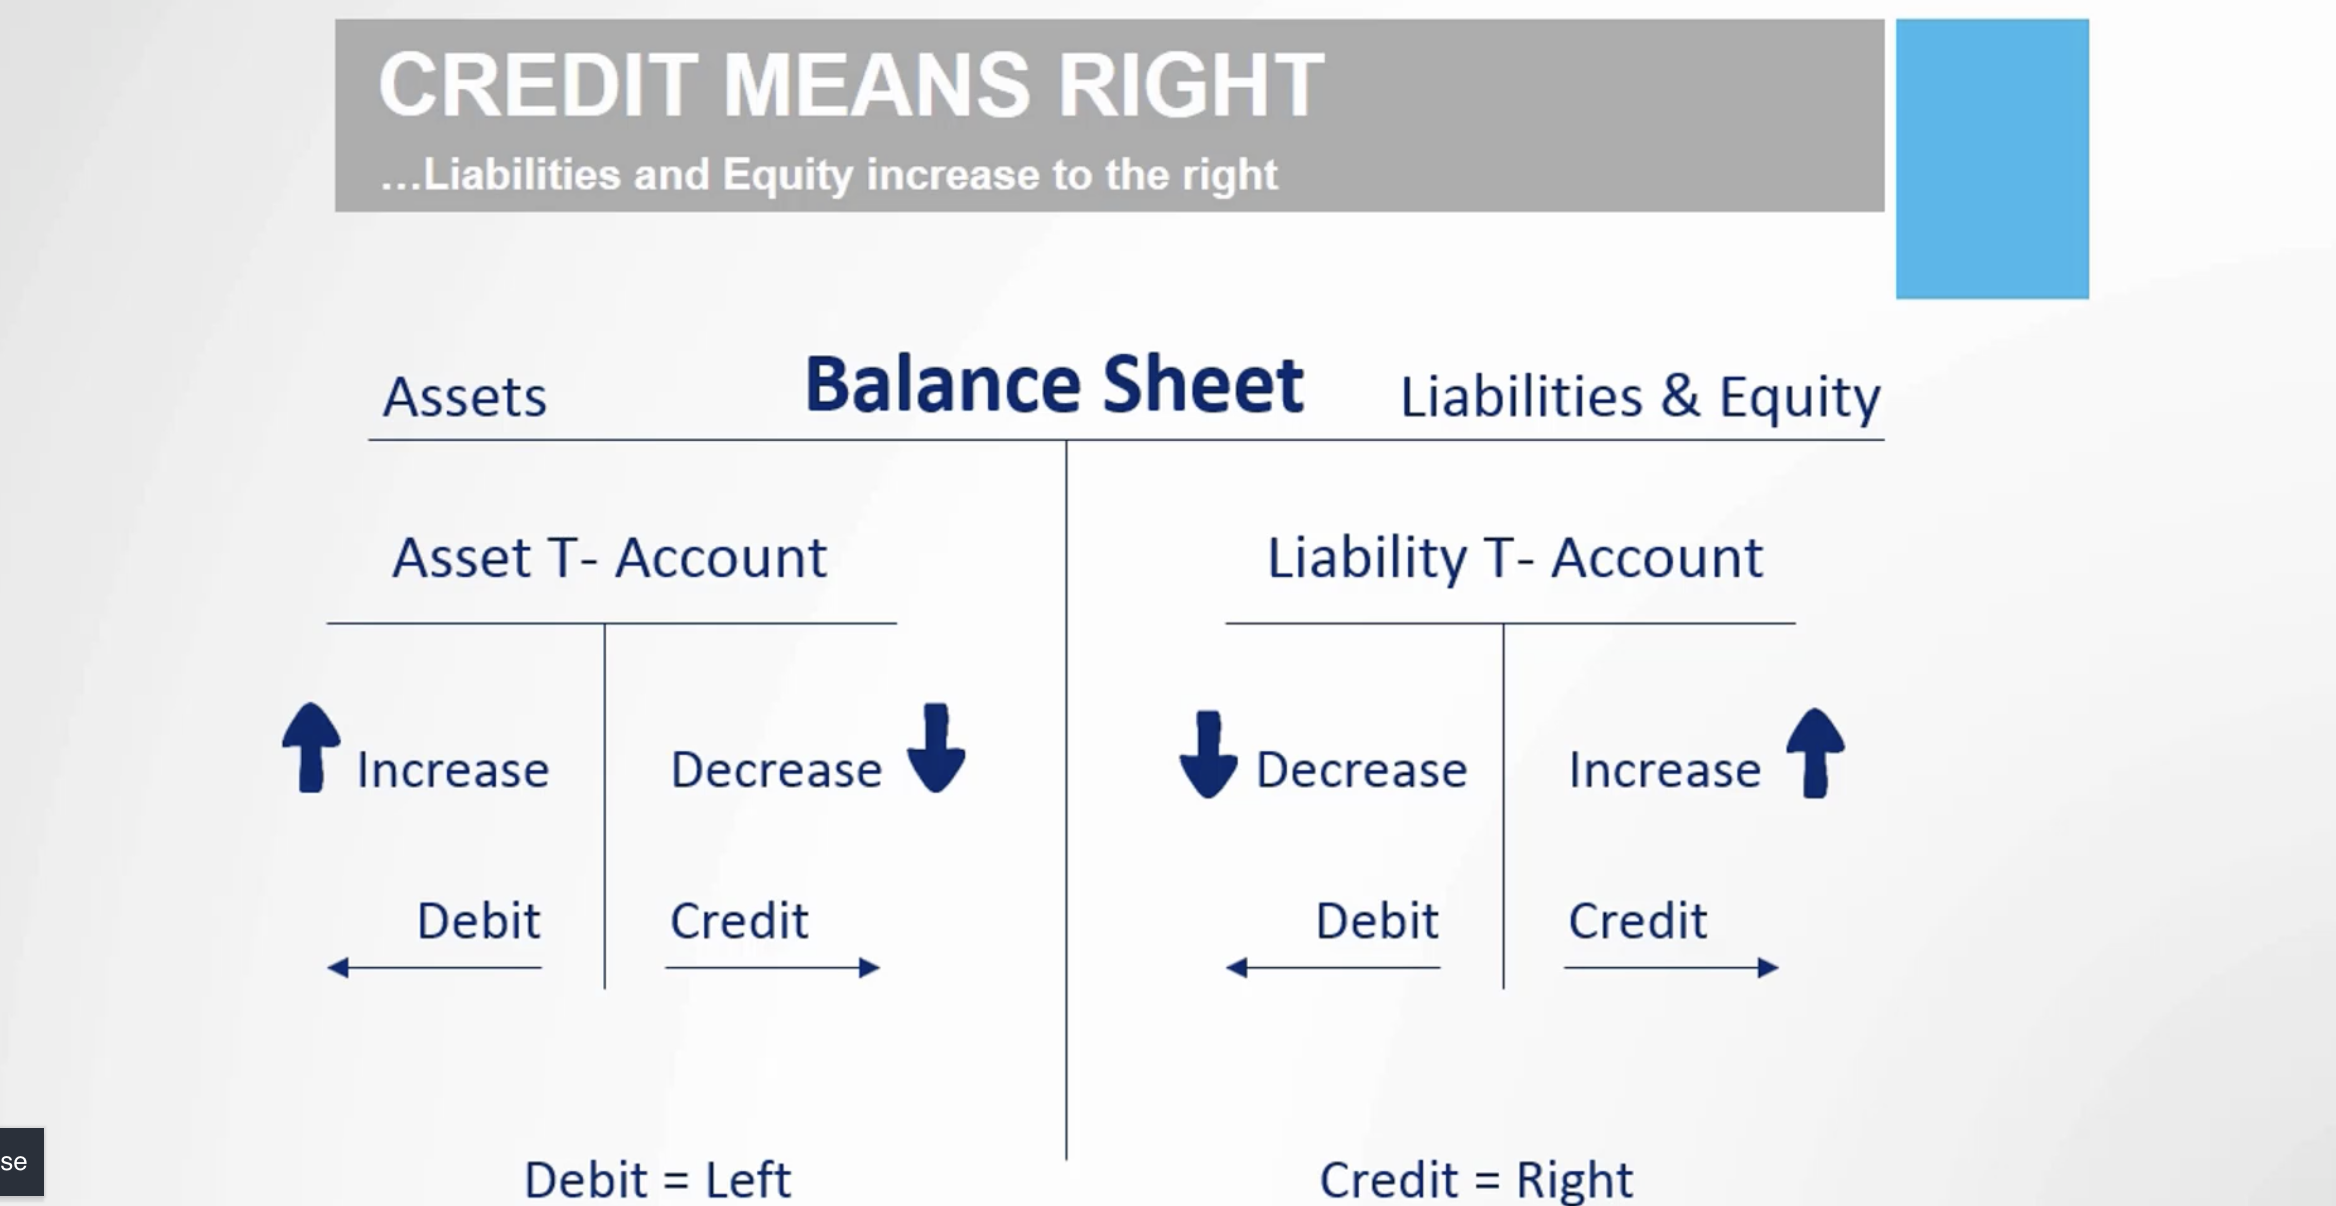 CREDIT MEANS RIGHT
...Liabilities and Equity increase to the right
Assets Balance Sheet Liabilities & Equity
Asset T- Account Liability T- Account
Increase Decrease Decrease Increase
Debit Credit Debit Credit
se
Debit = Left Credit = Right